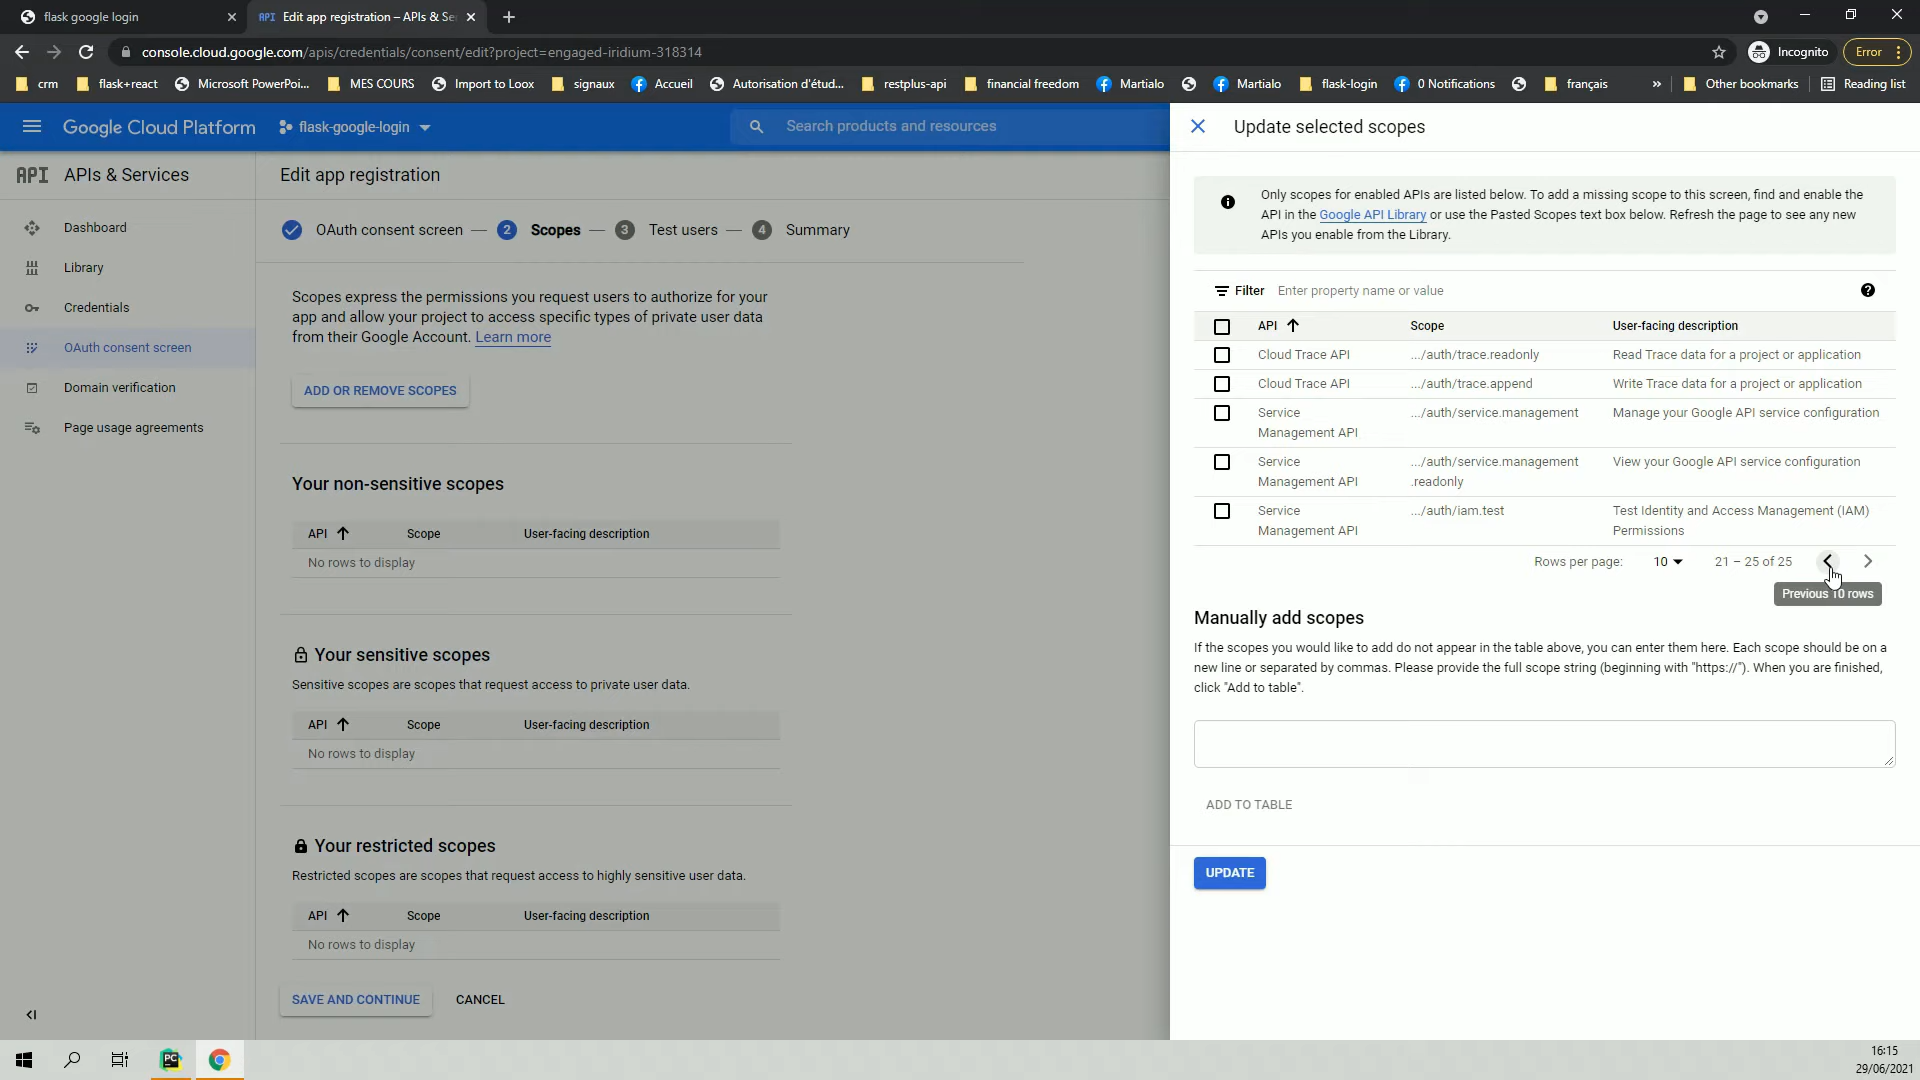 flask google login
API Edit app registration – APIs & Se
console.cloud.google.com/apis/credentials/consent/edit?project=engaged-iridium-318314
Incognito
Error
crm
flask+react
Microsoft PowerPoi...
MES COURS
Import to Loox
signaux
Accueil
Autorisation d'étud...
restplus-api
financial freedom
Martialo
Martialo
flask-login
0 Notifications
français
»
Other bookmarks
Reading list
Google Cloud Platform
flask-google-login
Search products and resources
API APIs & Services
Dashboard
Library
Credentials
OAuth consent screen
Domain verification
Page usage agreements
Edit app registration
OAuth consent screen — 2 Scopes — 3 Test users — 4 Summary
Scopes express the permissions you request users to authorize for your
app and allow your project to access specific types of private user data
from their Google Account. Learn more
ADD OR REMOVE SCOPES
Your non-sensitive scopes
API Scope User-facing description
No rows to display
Your sensitive scopes
Sensitive scopes are scopes that request access to private user data.
API Scope User-facing description
No rows to display
Your restricted scopes
Restricted scopes are scopes that request access to highly sensitive user data.
API Scope User-facing description
No rows to display
SAVE AND CONTINUE
CANCEL
Update selected scopes
Only scopes for enabled APIs are listed below. To add a missing scope to this screen, find and enable the
API in the Google API Library or use the Pasted Scopes text box below. Refresh the page to see any new
APIs you enable from the Library.
Filter Enter property name or value
API Scope User-facing description
Cloud Trace API .../auth/trace.readonly Read Trace data for a project or application
Cloud Trace API .../auth/trace.append Write Trace data for a project or application
Service .../auth/service.management Manage your Google API service configuration
Management API
Service .../auth/service.management View your Google API service configuration
Management API .readonly
Service .../auth/iam.test Test Identity and Access Management (IAM)
Management API Permissions
Rows per page: 10 21 – 25 of 25
Previous 10 rows
Manually add scopes
If the scopes you would like to add do not appear in the table above, you can enter them here. Each scope should be on a
new line or separated by commas. Please provide the full scope string (beginning with "https://"). When you are finished,
click "Add to table".
ADD TO TABLE
UPDATE
PC
16:15
29/06/2021